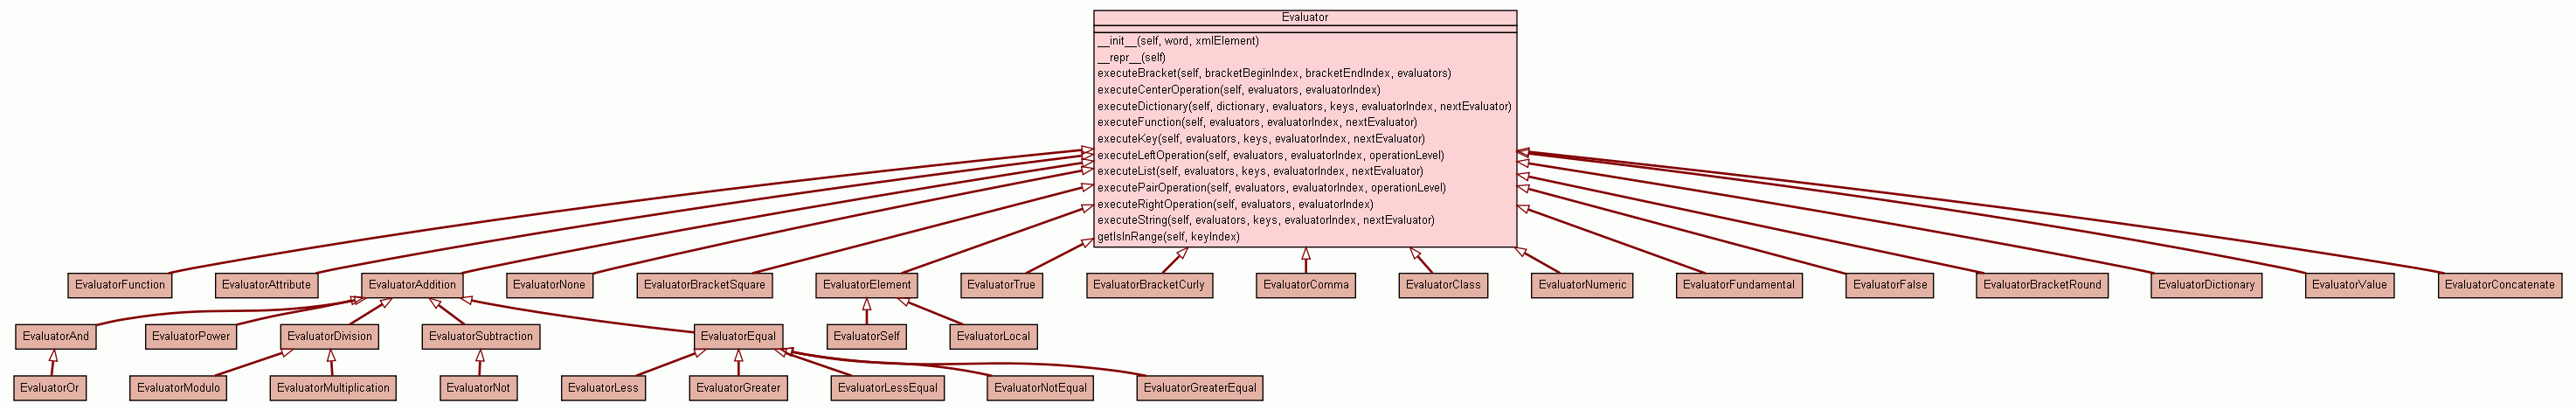 Evaluator
__init__(self, word, xmlElement)
__repr__(self)
executeBracket(self, bracketBeginIndex, bracketEndIndex, evaluators)
executeCenterOperation(self, evaluators, evaluatorIndex)
executeDictionary(self, dictionary, evaluators, keys, evaluatorIndex, nextEvaluator)
executeFunction(self, evaluators, evaluatorIndex, nextEvaluator)
executeKey(self, evaluators, keys, evaluatorIndex, nextEvaluator)
executeLeftOperation(self, evaluators, evaluatorIndex, operationLevel)
executeList(self, evaluators, keys, evaluatorIndex, nextEvaluator)
executePairOperation(self, evaluators, evaluatorIndex, operationLevel)
executeRightOperation(self, evaluators, evaluatorIndex)
executeString(self, evaluators, keys, evaluatorIndex, nextEvaluator)
getIsInRange(self, keyIndex)
EvaluatorFunction
EvaluatorAttribute
EvaluatorAddition
EvaluatorNone
EvaluatorBracketSquare
EvaluatorElement
EvaluatorTrue
EvaluatorBracketCurly
EvaluatorComma
EvaluatorClass
EvaluatorNumeric
EvaluatorFundamental
EvaluatorFalse
EvaluatorBracketRound
EvaluatorDictionary
EvaluatorValue
EvaluatorConcatenate
EvaluatorAnd
EvaluatorPower
EvaluatorDivision
EvaluatorSubtraction
EvaluatorEqual
EvaluatorSelf
EvaluatorLocal
EvaluatorOr
EvaluatorModulo
EvaluatorMultiplication
EvaluatorNot
EvaluatorLess
EvaluatorGreater
EvaluatorLessEqual
EvaluatorNotEqual
EvaluatorGreaterEqual